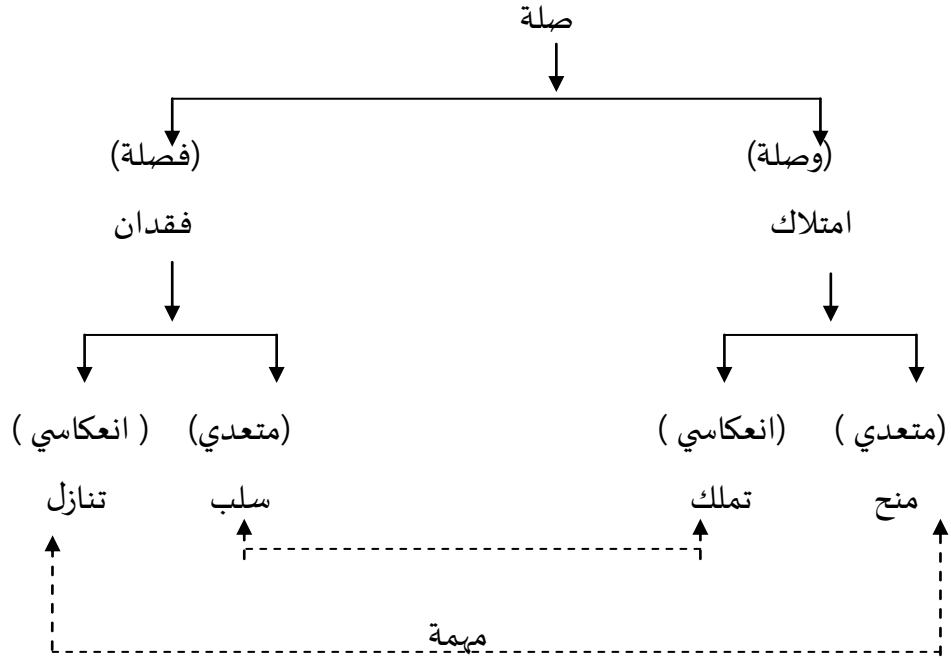 صلة
(وصلة) (فصلة)
امتلاك فقدان
(متعدي ) (انعكاسي ) (متعدي) ( انعكاسي )
منح تملك سلب تنازل
مهمة